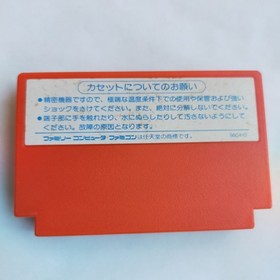 カセットについてのお願い
●精密機器ですので、極端な温度条件下での使用や保管および強い
ショックをさけてください。また、絶対に分解しないでください。
●端子部に手を触れたり、水にぬらしたりして汚さないようにして
ください。故障の原因となります。
ファミリー コンピュータ ファミコンは任天堂の商標です。